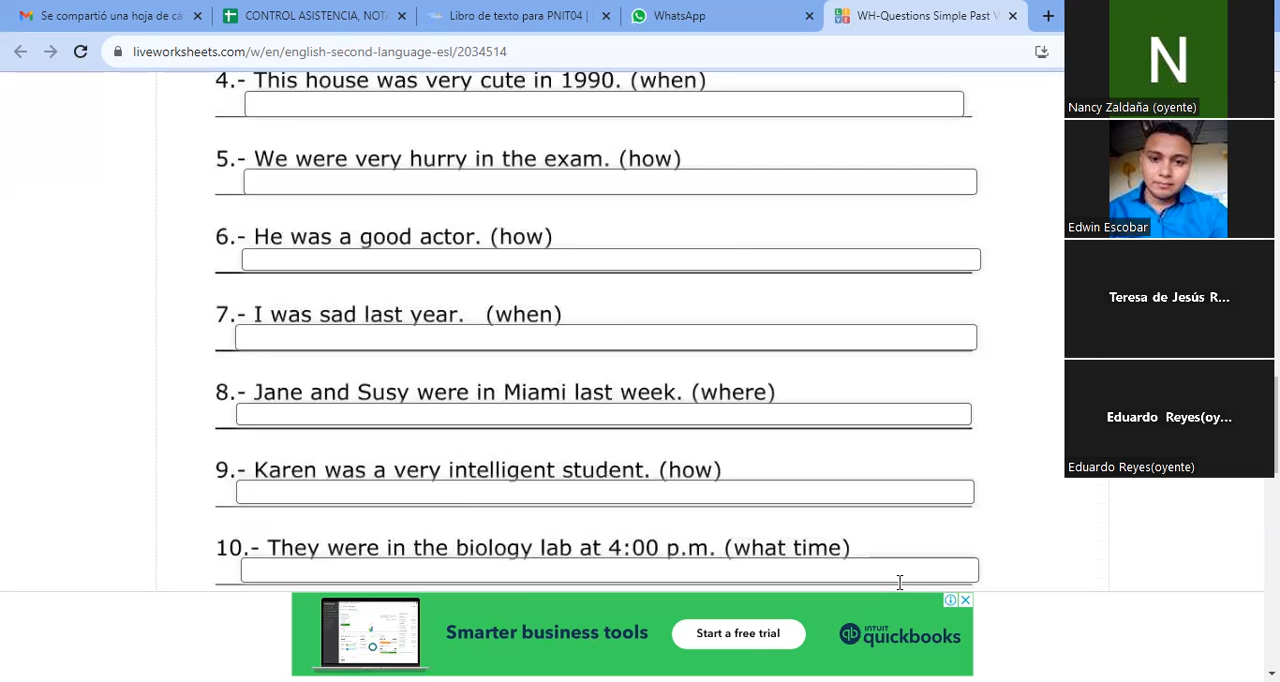 Se compartió una hoja de cá
CONTROL ASISTENCIA, NOTA
Libro de texto para PNIT04 |
WhatsApp
WH-Questions Simple Past V
liveworksheets.com/w/en/english-second-language-esl/2034514
4.- This house was very cute in 1990. (when)
5.- We were very hurry in the exam. (how)
6.- He was a good actor. (how)
7.- I was sad last year. (when)
8.- Jane and Susy were in Miami last week. (where)
9.- Karen was a very intelligent student. (how)
10.- They were in the biology lab at 4:00 p.m. (what time)
Smarter business tools
Start a free trial
INTUIT
quickbooks
N
Nancy Zaldaña (oyente)
Edwin Escobar
Teresa de Jesús R...
Eduardo Reyes(oy...
Eduardo Reyes(oyente)